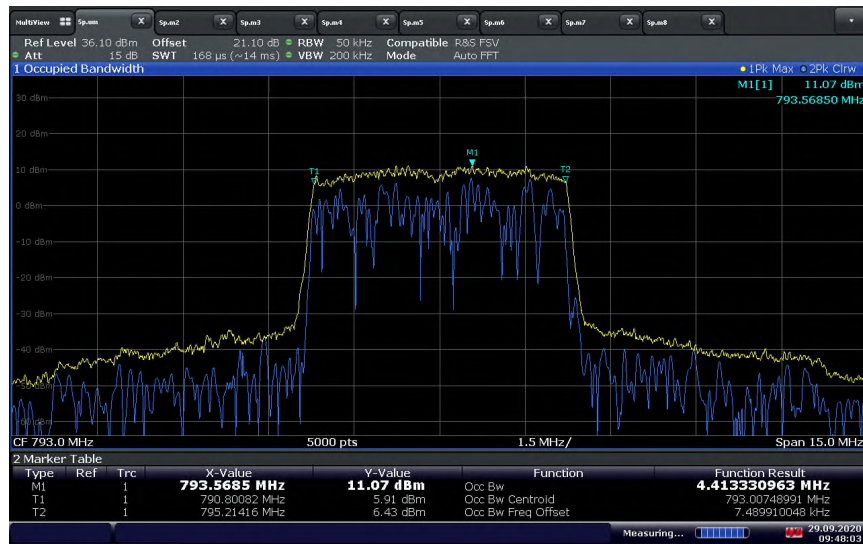 MultiView Sp.um X Sp.m2 X Sp.m3 X Sp.m4 X Sp.m5 X Sp.m6 X Sp.m7 X Sp.m8 X
Ref Level 36.10 dBm Offset 21.10 dB RBW 50 kHz Compatible R&S FSV
Att 15 dB SWT 168 µs (~14 ms) VBW 200 kHz Mode Auto FFT
1 Occupied Bandwidth 1Pk Max 2Pk Clrw
M1[1] 11.07 dBm
793.56850 MHz
30 dBm
20 dBm
M1
10 dBm T1 T2
0 dBm
-10 dBm
-20 dBm
-30 dBm
-40 dBm
-50 dBm
-60 dBm
CF 793.0 MHz 5000 pts 1.5 MHz/ Span 15.0 MHz
2 Marker Table
Type Ref Trc X-Value Y-Value Function Function Result
M1 1 793.5685 MHz 11.07 dBm Occ Bw 4.413330963 MHz
T1 1 790.80082 MHz 5.91 dBm Occ Bw Centroid 793.00748991 MHz
T2 1 795.21416 MHz 6.43 dBm Occ Bw Freq Offset 7.489910048 kHz
Measuring... 29.09.2020
09:48:03